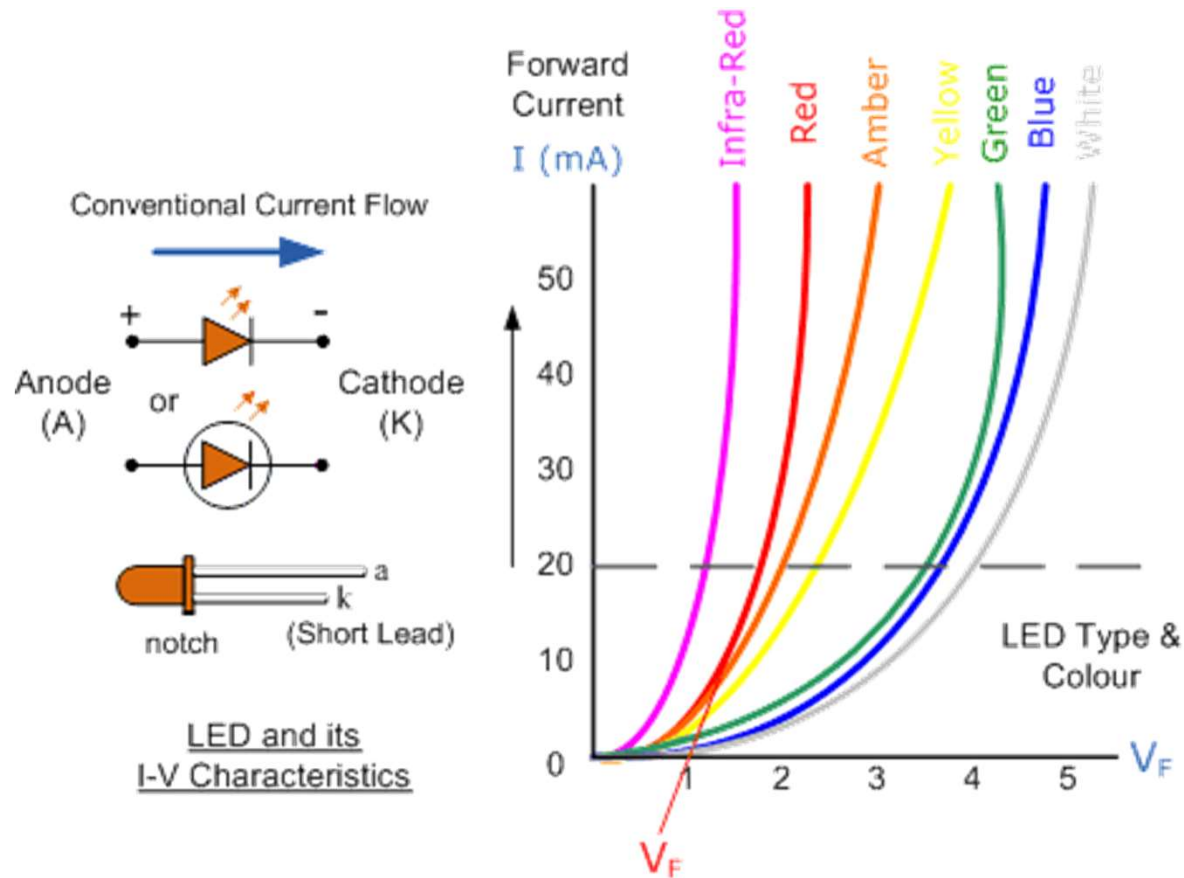 Forward
Current
I (mA)
Infra-Red
Red
Amber
Yellow
Green
Blue
White
Conventional Current Flow
+
-
Anode
(A)
or
Cathode
(K)
a
k
notch
(Short Lead)
LED and its
I-V Characteristics
50
40
30
20
10
0
1
2
3
4
5
VF
LED Type &
Colour
VF